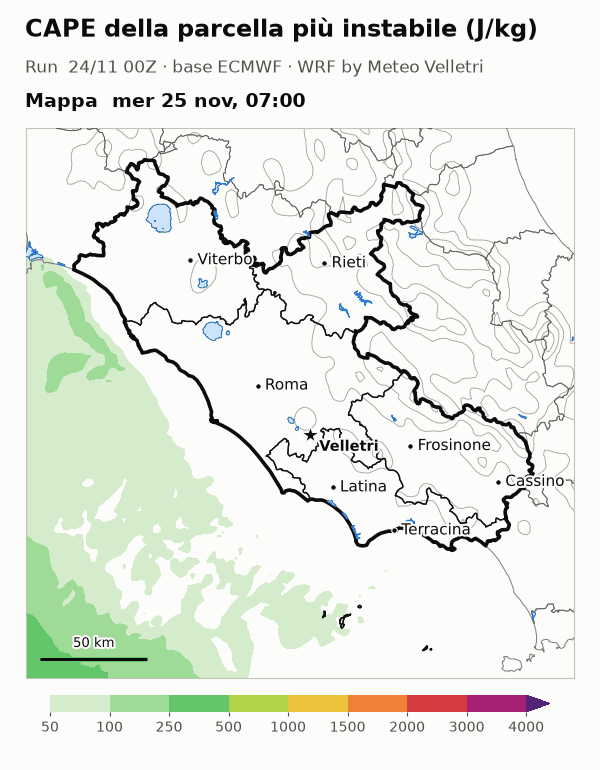 CAPE della parcella più instabile (J/kg)
Run 24/11 00Z · base ECMWF · WRF by Meteo Velletri
Mappa mer 25 nov, 07:00
Viterbo
Rieti
Roma
Velletri
Frosinone
Latina
Cassino
Terracina
50 km
50 100 250 500 1000 1500 2000 3000 4000